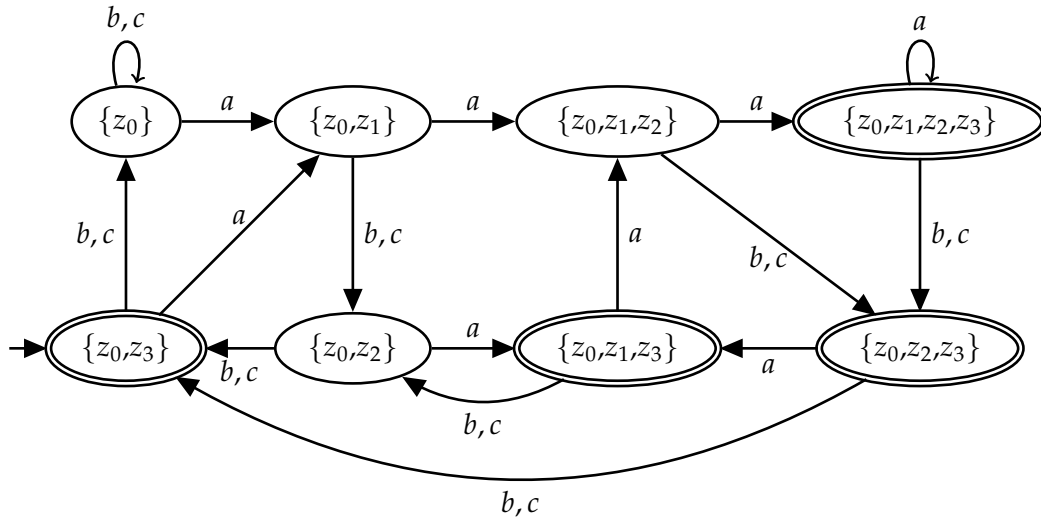 b, c
a
{z₀}
a
{z₀,z₁}
a
{z₀,z₁,z₂}
a
{z₀,z₁,z₂,z₃}
b, c
a
b, c
a
b, c
b, c
{z₀,z₃}
b, c
{z₀,z₂}
a
{z₀,z₁,z₃}
a
{z₀,z₂,z₃}
b, c
b, c